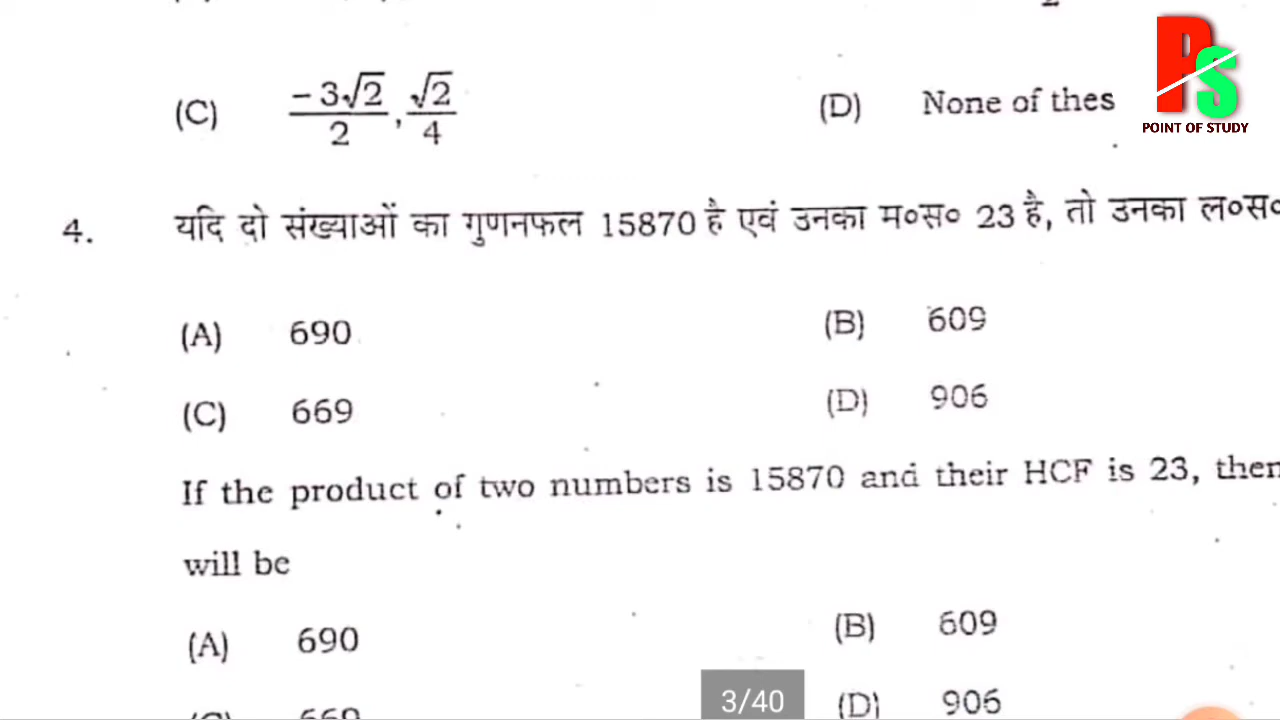 (C) -3√2/2, √2/4 (D) None of thes
PS
POINT OF STUDY
4. यदि दो संख्याओं का गुणनफल 15870 है एवं उनका म०स० 23 है, तो उनका ल०स०
(A) 690 (B) 609
(C) 669 (D) 906
If the product of two numbers is 15870 and their HCF is 23, then
will be
(A) 690 (B) 609
(C) 669 (D) 906
3/40